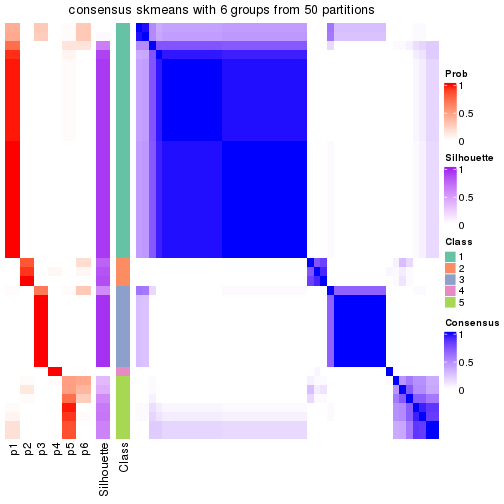 consensus skmeans with 6 groups from 50 partitions
Prob
1
0.5
0
Silhouette
1
0.5
0
Class
1
2
3
4
5
Consensus
1
0.5
0
p1
p2
p3
p4
p5
p6
Silhouette
Class